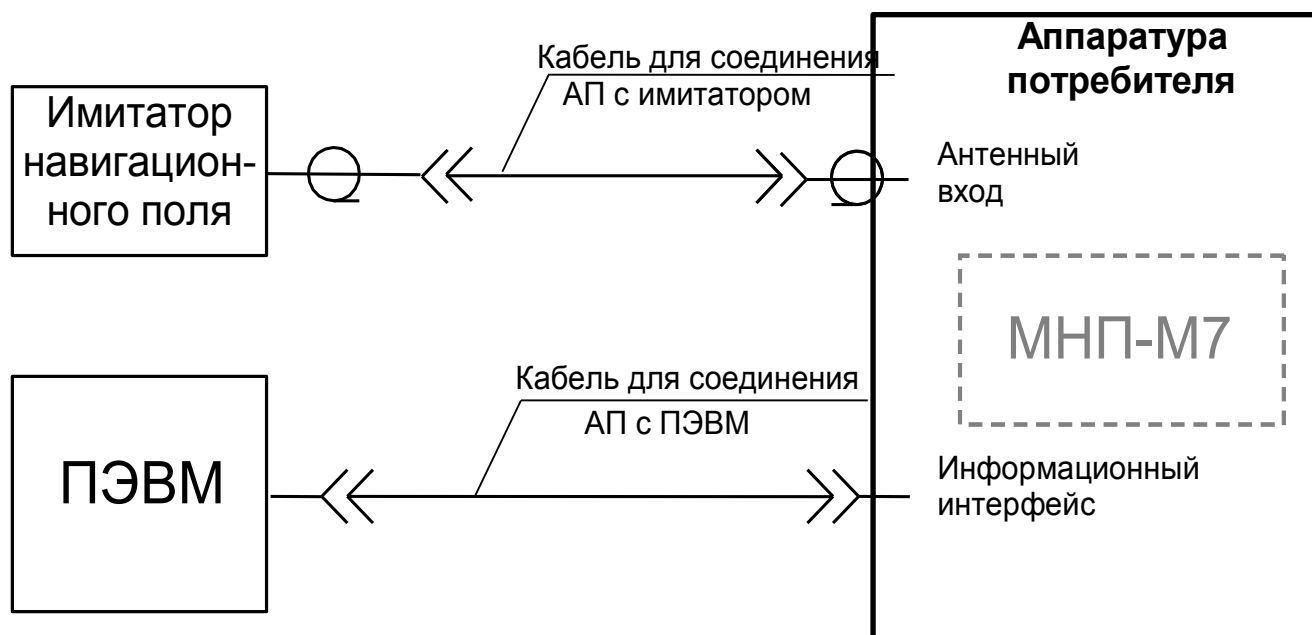 Имитатор
навигацион-
ного поля
Кабель для соединения
АП с имитатором
Аппаратура
потребителя
Антенный
вход
МНП-М7
ПЭВМ
Кабель для соединения
АП с ПЭВМ
Информационный
интерфейс